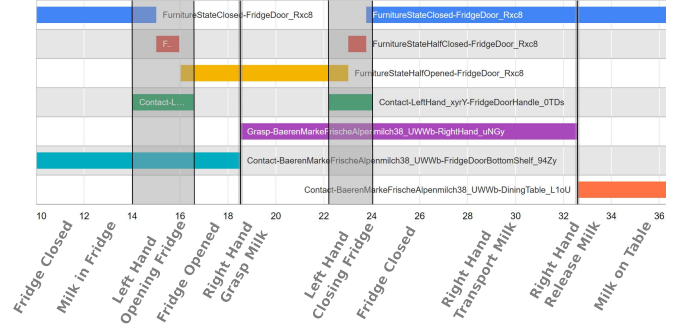 FurnitureStateClosed-FridgeDoor_Rxc8
FurnitureStateClosed-FridgeDoor_Rxc8
F...
FurnitureStateHalfClosed-FridgeDoor_Rxc8
FurnitureStateHalfOpened-FridgeDoor_Rxc8
Contact-L...
Contact-LeftHand_xyrY-FridgeDoorHandle_0TDs
Grasp-BaerenMarkeFrischeAlpenmilch38_UWWb-RightHand_uNGy
Contact-BaerenMarkeFrischeAlpenmilch38_UWWb-FridgeDoorBottomShelf_94Zy
Contact-BaerenMarkeFrischeAlpenmilch38_UWWb-DiningTable_L1oU
10 12 14 16 18 20 22 24 26 28 30 32 34 36
Fridge Closed
Milk in Fridge
Left Hand
Opening Fridge
Fridge Opened
Right Hand
Grasp Milk
Left Hand
Closing Fridge
Fridge Closed
Right Hand
Transport Milk
Right Hand
Release Milk
Milk on Table